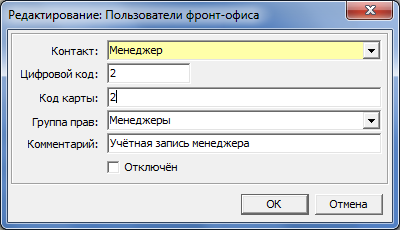 Редактирование: Пользователи фронт-офиса
Контакт: Менеджер
Цифровой код: 2
Код карты: 2
Группа прав: Менеджеры
Комментарий: Учётная запись менеджера
Отключён
ОК Отмена